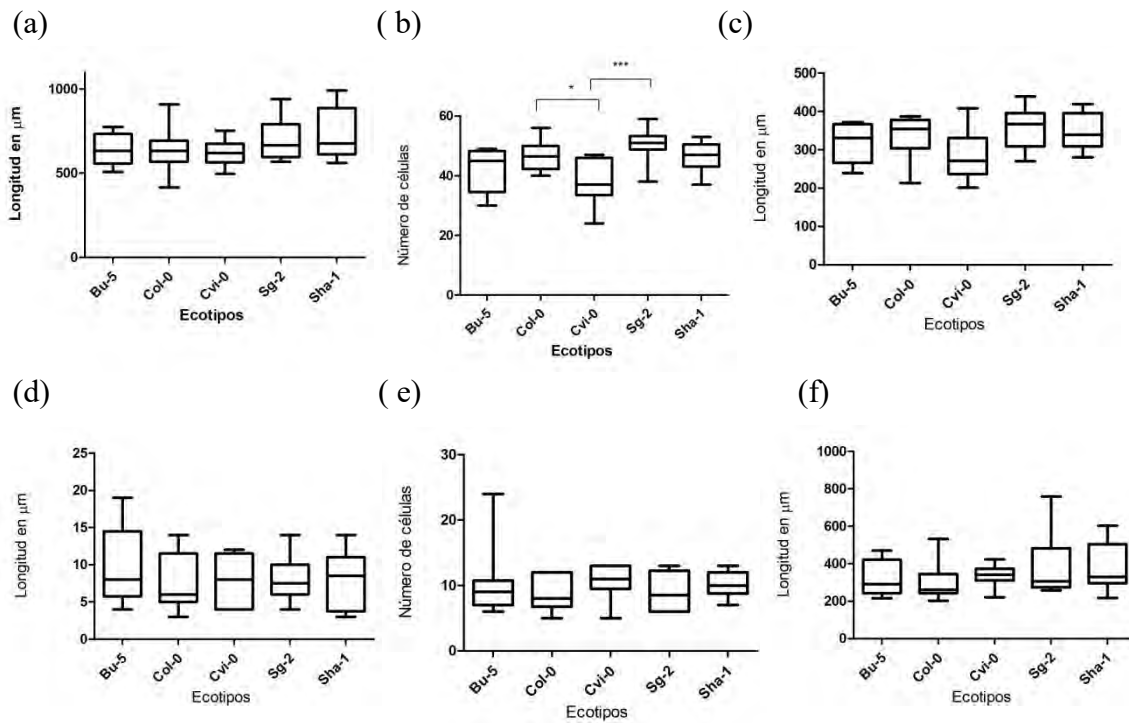 (a)
Longitud en μm
1000
500
0
Bu-5 Col-0 Cvi-0 Sg-2 Sha-1
Ecotipos
( b)
Número de células
60
40
20
0
*
***
Bu-5 Col-0 Cvi-0 Sg-2 Sha-1
Ecotipos
(c)
Longitud en μm
500
400
300
200
100
0
Bu-5 Col-0 Cvi-0 Sg-2 Sha-1
Ecotipos
(d)
Longitud en μm
25
20
15
10
5
0
Bu-5 Col-0 Cvi-0 Sg-2 Sha-1
Ecotipos
( e)
Número de células
30
20
10
0
Bu-5 Col-0 Cvi-0 Sg-2 Sha-1
Ecotipos
(f)
Longitud en μm
1000
800
600
400
200
0
Bu-5 Col-0 Cvi-0 Sg-2 Sha-1
Ecotipos